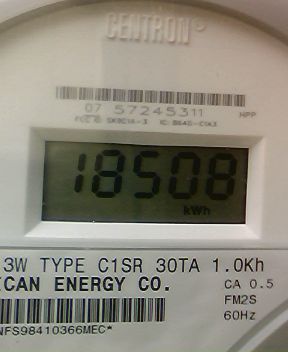 CENTRON®
07 57245311 HPP
18508
kWh
3W TYPE C1SR 30TA 1.0Kh
ICAN ENERGY CO. CA 0.5
FM2S
NFS98410366MEC* 60Hz